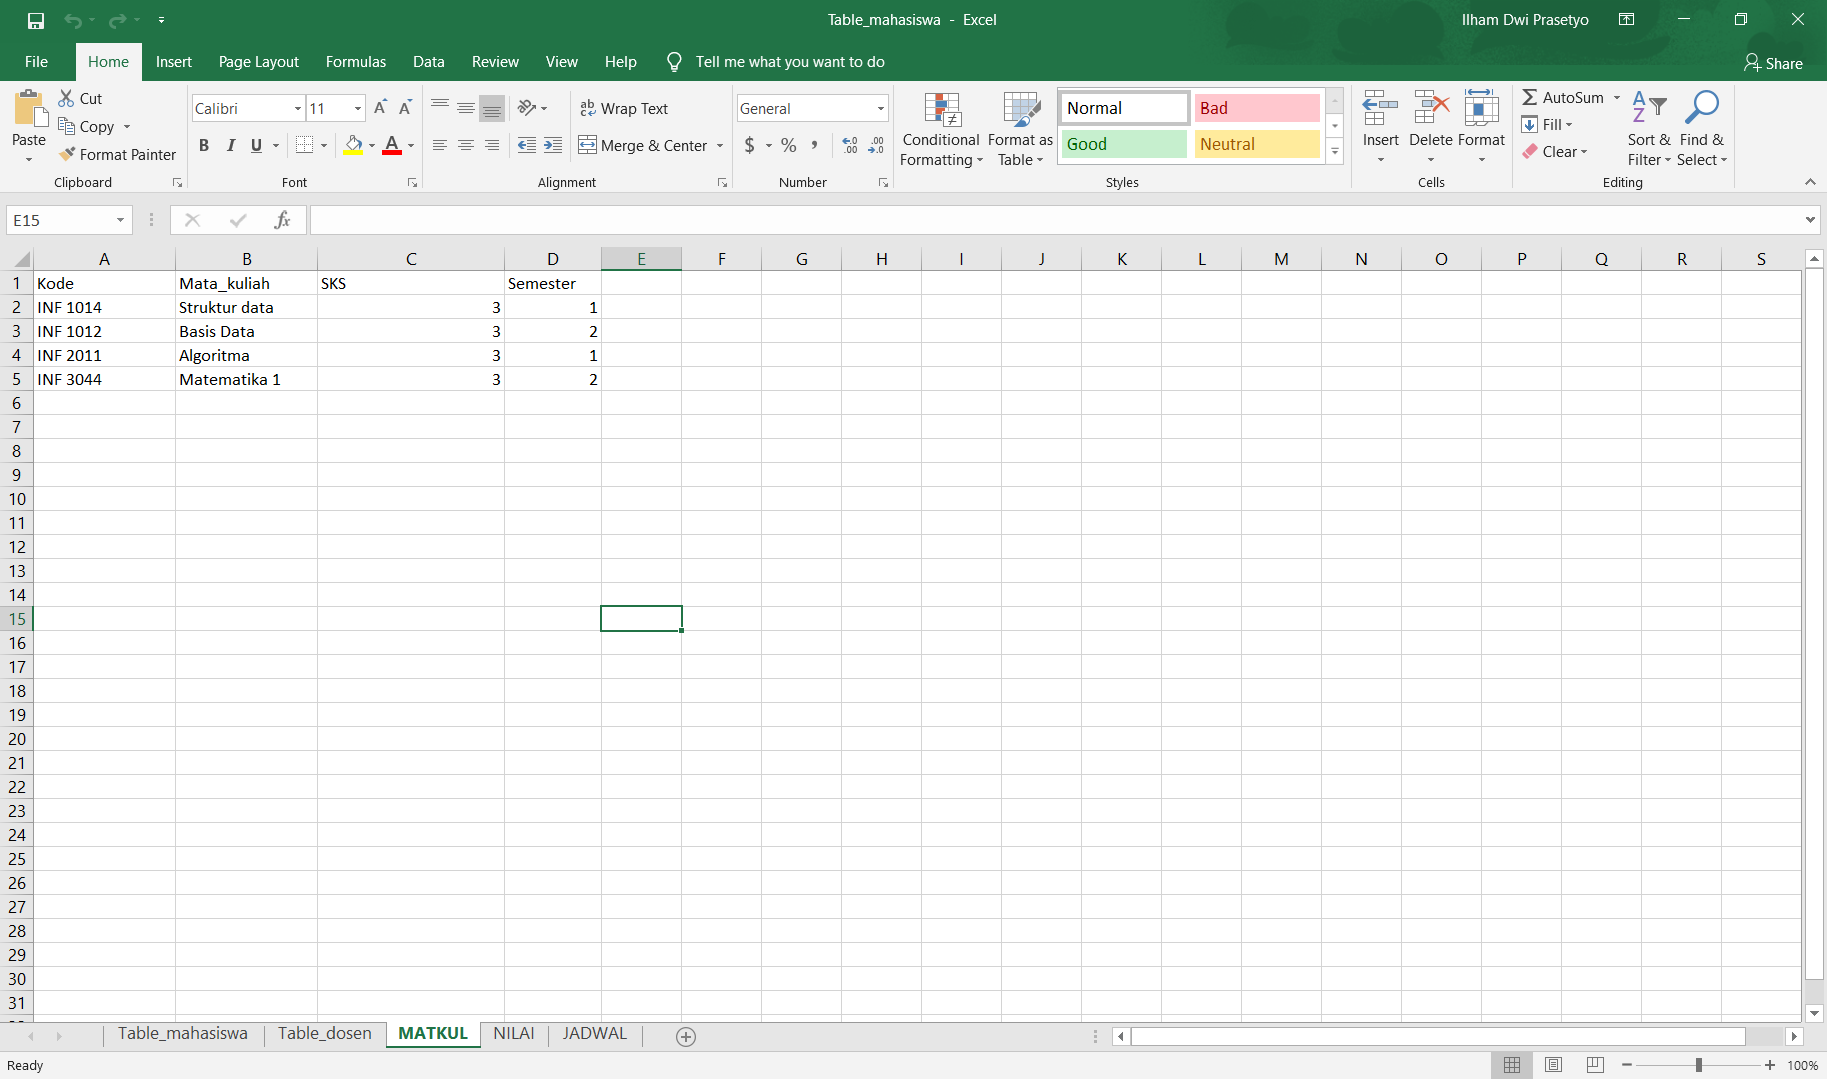 Table_mahasiswa - Excel
Ilham Dwi Prasetyo
File Home Insert Page Layout Formulas Data Review View Help Tell me what you want to do Share
Paste Cut Copy Format Painter Clipboard
Calibri 11 A A B I U A Font
ab Wrap Text Merge & Center Alignment
General $ % , .00 .00 Number
Conditional Formatting Format as Table Normal Bad Good Neutral Styles
Insert Delete Format Cells
AutoSum Fill Clear Sort & Filter Find & Select Editing
E15 fx
A B C D E F G H I J K L M N O P Q R S
1 Kode Mata_kuliah SKS Semester
2 INF 1014 Struktur data 3 1
3 INF 1012 Basis Data 3 2
4 INF 2011 Algoritma 3 1
5 INF 3044 Matematika 1 3 2
6
7
8
9
10
11
12
13
14
15
16
17
18
19
20
21
22
23
24
25
26
27
28
29
30
31
Table_mahasiswa Table_dosen MATKUL NILAI JADWAL
Ready 100%